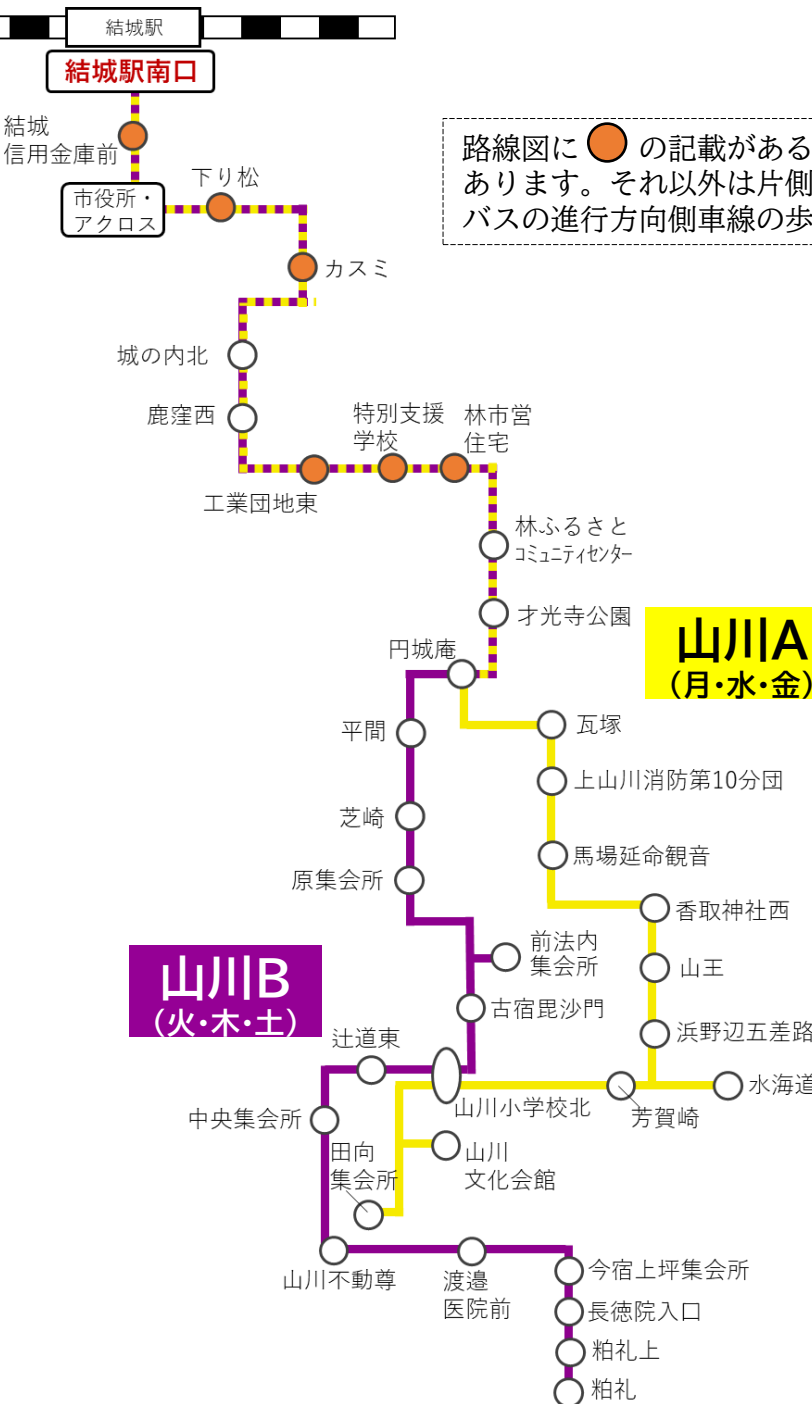 結城駅
結城駅南口
結城
信用金庫前
路線図に の記載がある
あります。それ以外は片側
バスの進行方向側車線の歩
下り松
市役所・
アクロス
カスミ
城の内北
鹿窪西
特別支援
学校
林市営
住宅
工業団地東
林ふるさと
コミュニティセンター
才光寺公園
円城庵
山川A
(月・水・金)
平間
瓦塚
上山川消防第10分団
芝崎
馬場延命観音
原集会所
香取神社西
前法内
集会所
山王
山川B
(火・木・土)
古宿毘沙門
浜野辺五差路
辻道東
水海道
山川小学校北
芳賀崎
中央集会所
田向
集会所
山川
文化会館
山川不動尊
渡邉
医院前
今宿上坪集会所
長徳院入口
粕礼上
粕礼